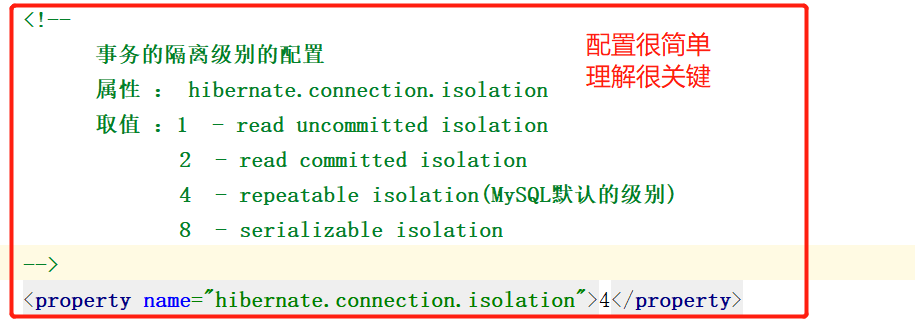 <!--
事务的隔离级别的配置
属性 ： hibernate.connection.isolation
取值 ：1 - read uncommitted isolation
2 - read committed isolation
4 - repeatable isolation(MySQL默认的级别)
8 - serializable isolation
-->
<property name="hibernate.connection.isolation">4</property>
配置很简单
理解很关键